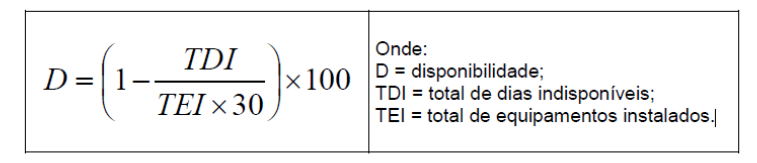 D = ( 1 - TDI / TEI × 30 ) × 100
Onde:
D = disponibilidade;
TDI = total de dias indisponíveis;
TEI = total de equipamentos instalados.